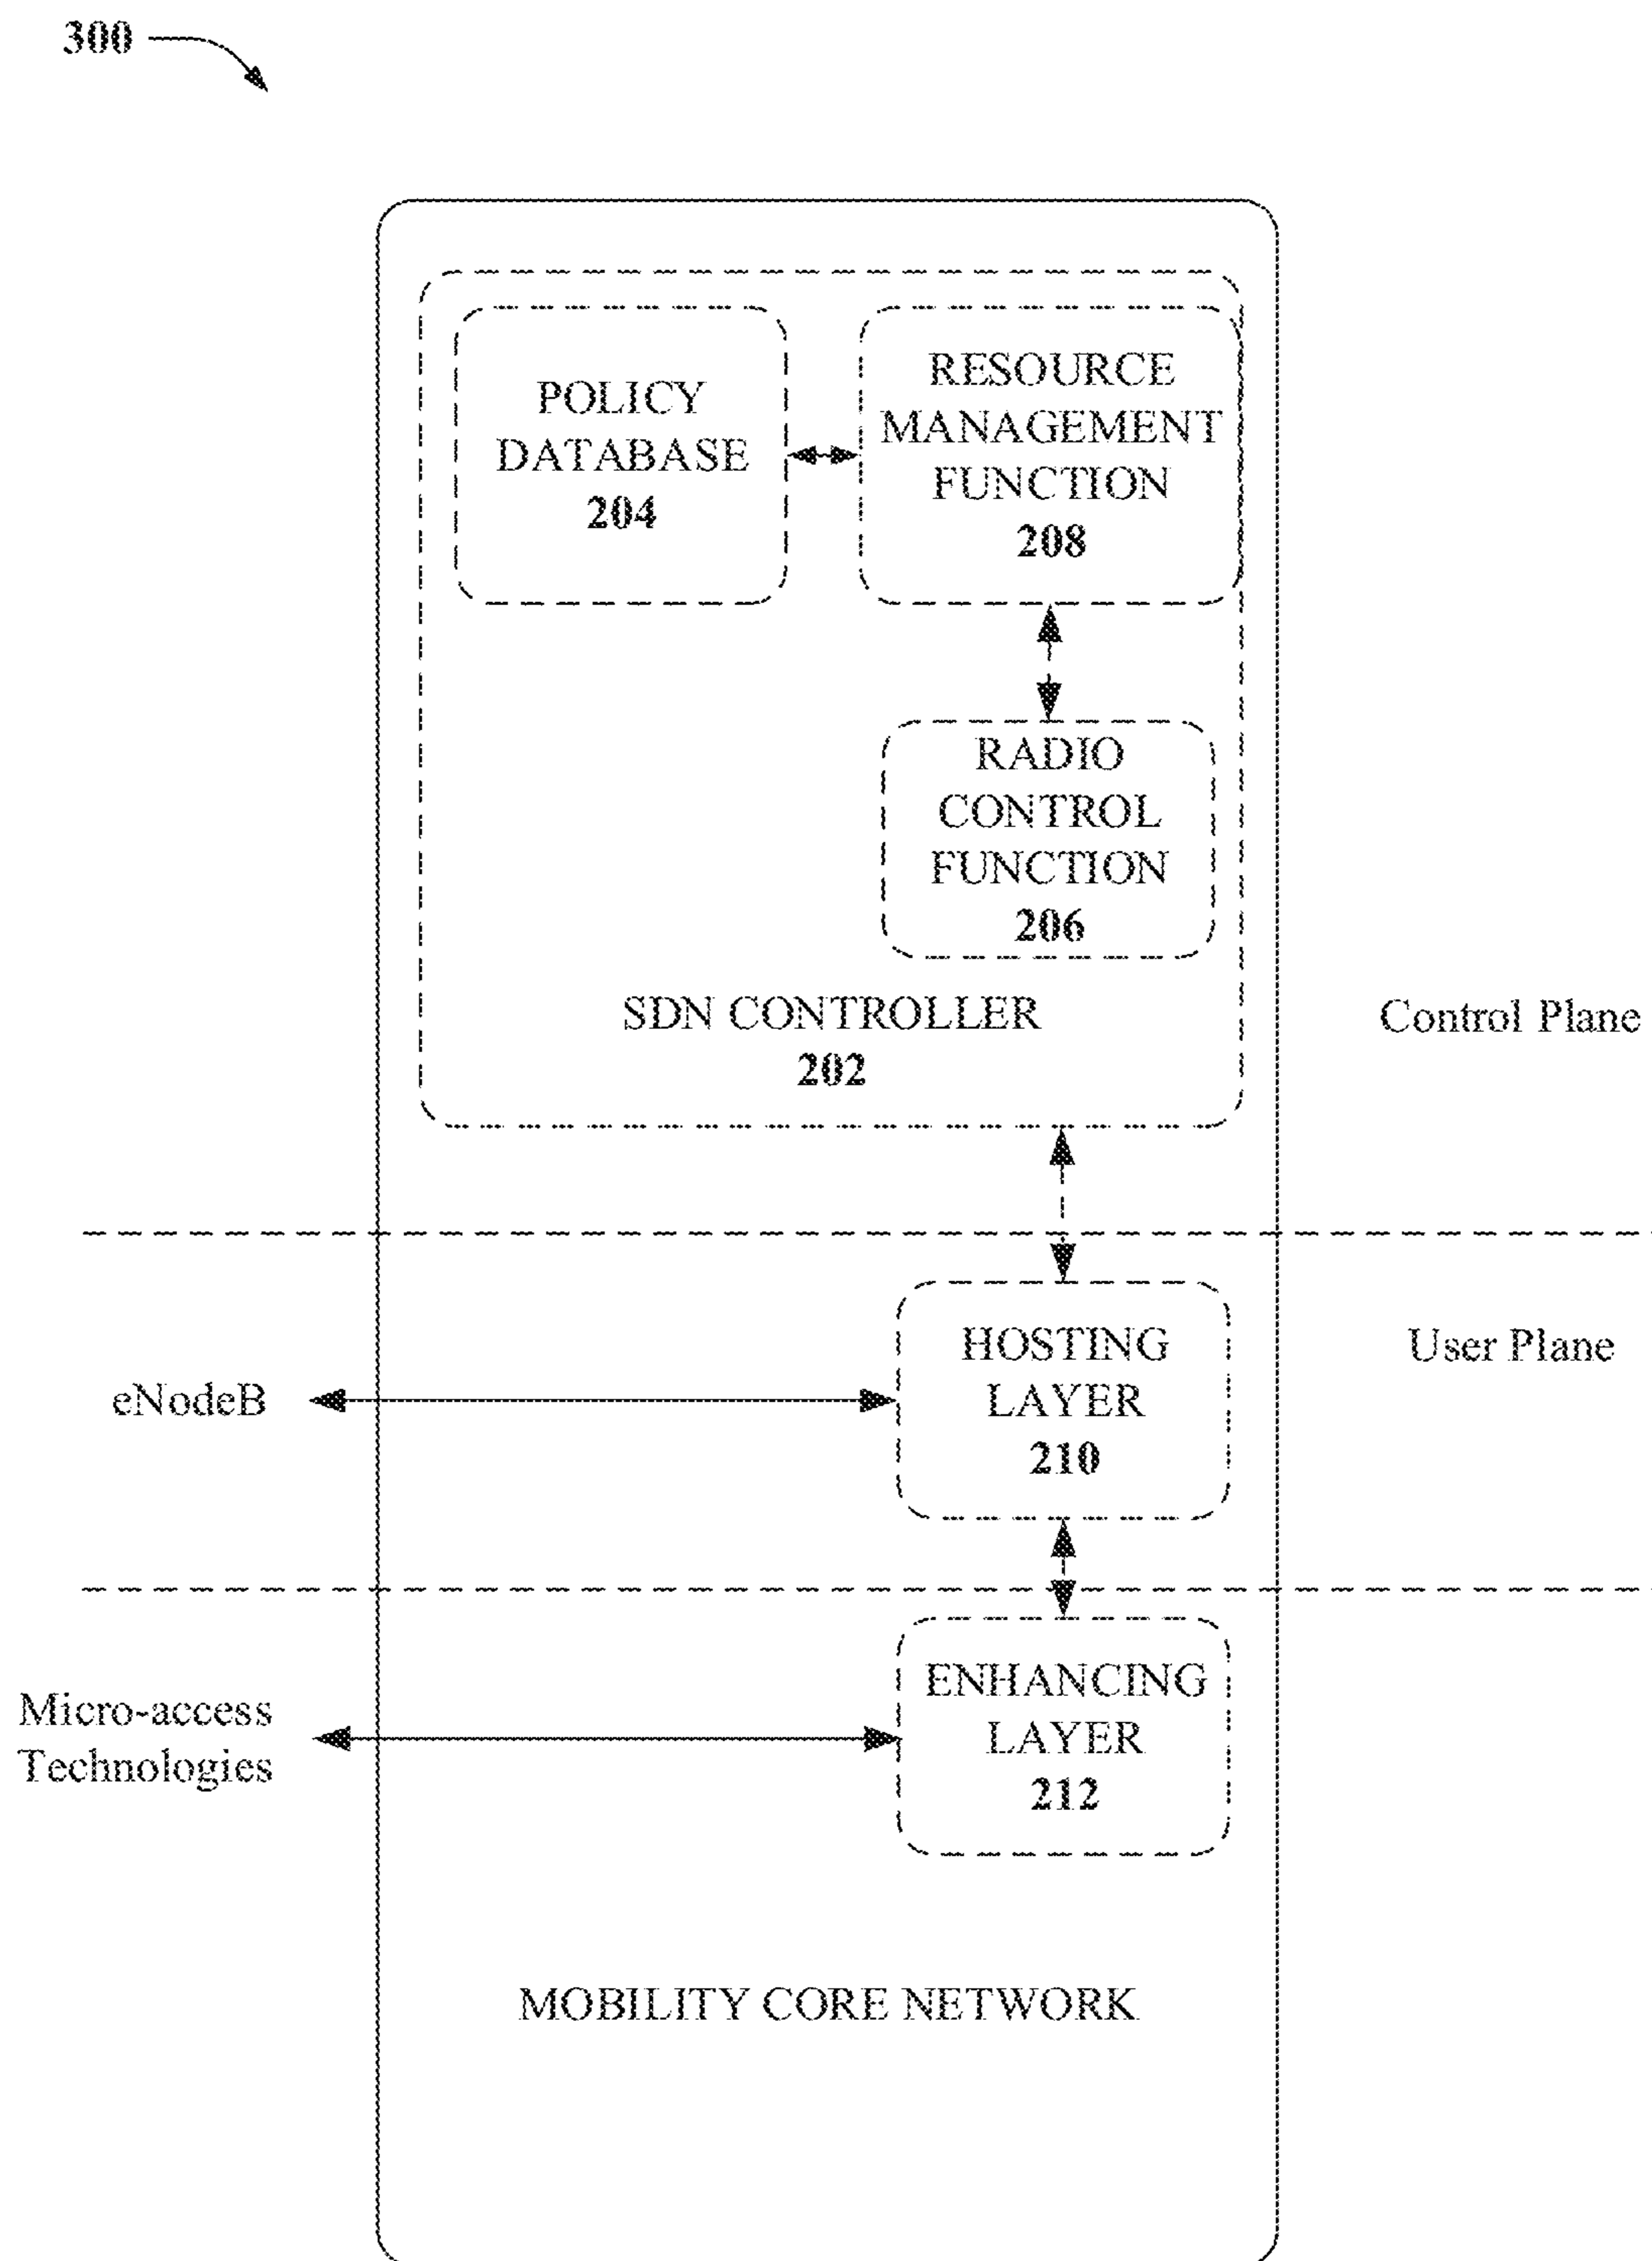 300
POLICY
DATABASE
204
RESOURCE
MANAGEMENT
FUNCTION
208
RADIO
CONTROL
FUNCTION
206
SDN CONTROLLER
202
Control Plane
HOSTING
LAYER
210
User Plane
eNodeB
ENHANCING
LAYER
212
Micro-access
Technologies
MOBILITY CORE NETWORK